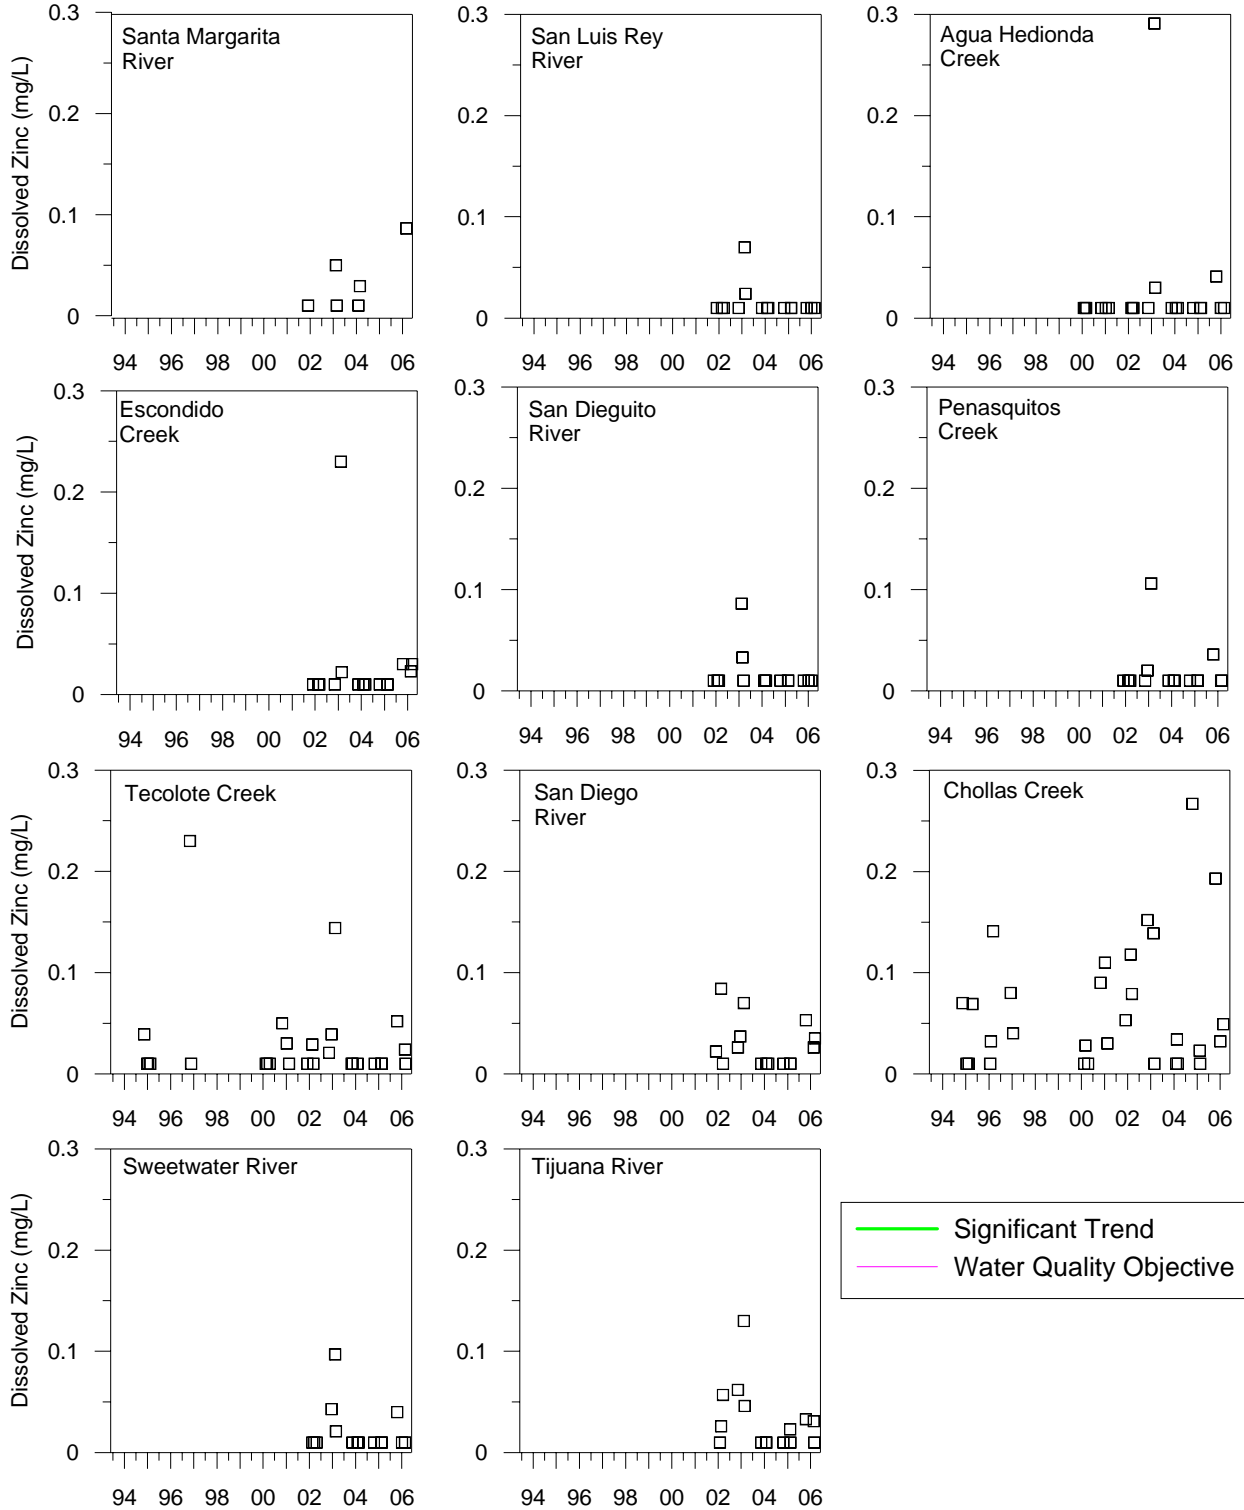 0.3
0.2
0.1
0
Dissolved Zinc (mg/L)
Santa Margarita
River
94 96 98 00 02 04 06
0.3
0.2
0.1
0
San Luis Rey
River
94 96 98 00 02 04 06
0.3
0.2
0.1
0
Agua Hedionda
Creek
94 96 98 00 02 04 06
0.3
0.2
0.1
0
Dissolved Zinc (mg/L)
Escondido
Creek
94 96 98 00 02 04 06
0.3
0.2
0.1
0
San Dieguito
River
94 96 98 00 02 04 06
0.3
0.2
0.1
0
Penasquitos
Creek
94 96 98 00 02 04 06
0.3
0.2
0.1
0
Dissolved Zinc (mg/L)
Tecolote Creek
94 96 98 00 02 04 06
0.3
0.2
0.1
0
San Diego
River
94 96 98 00 02 04 06
0.3
0.2
0.1
0
Chollas Creek
94 96 98 00 02 04 06
0.3
0.2
0.1
0
Dissolved Zinc (mg/L)
Sweetwater River
94 96 98 00 02 04 06
0.3
0.2
0.1
0
Tijuana River
94 96 98 00 02 04 06
Significant Trend
Water Quality Objective